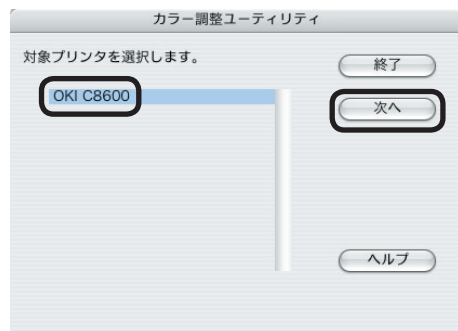 カラー調整ユーティリティ
対象プリンタを選択します。
終了
OKI C8600
次へ
ヘルプ